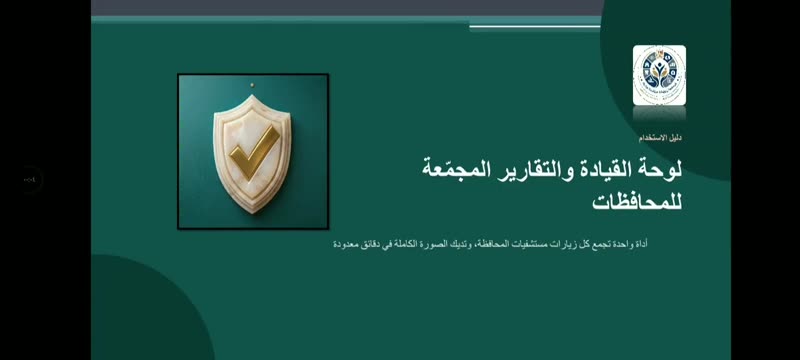 دليل الاستخدام
لوحة القيادة والتقارير المجمّعة
للمحافظات
أداة واحدة تجمع كل زيارات مستشفيات المحافظة، وتديك الصورة الكاملة في دقائق معدودة